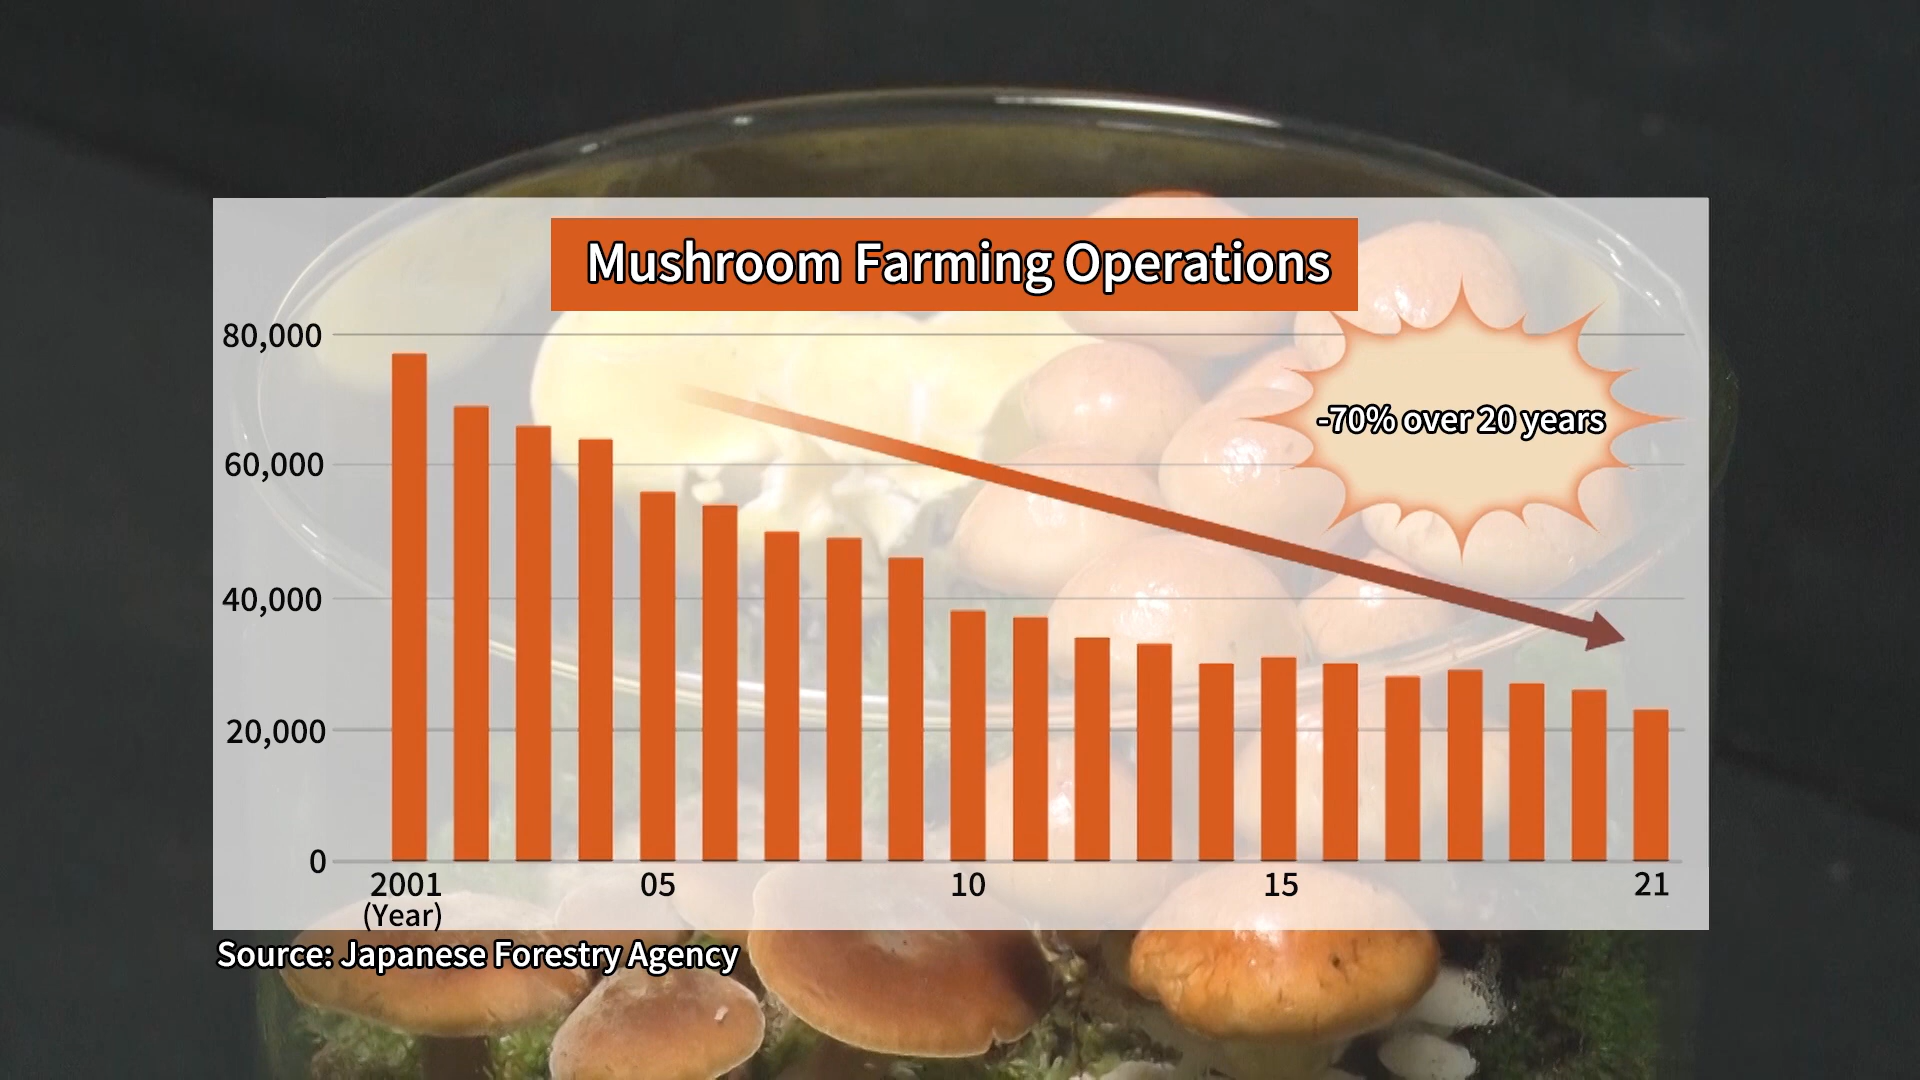 Mushroom Farming Operations
80,000
-70% over 20 years
60,000
40,000
20,000
0
2001 05 10 15 21
(Year)
Source: Japanese Forestry Agency